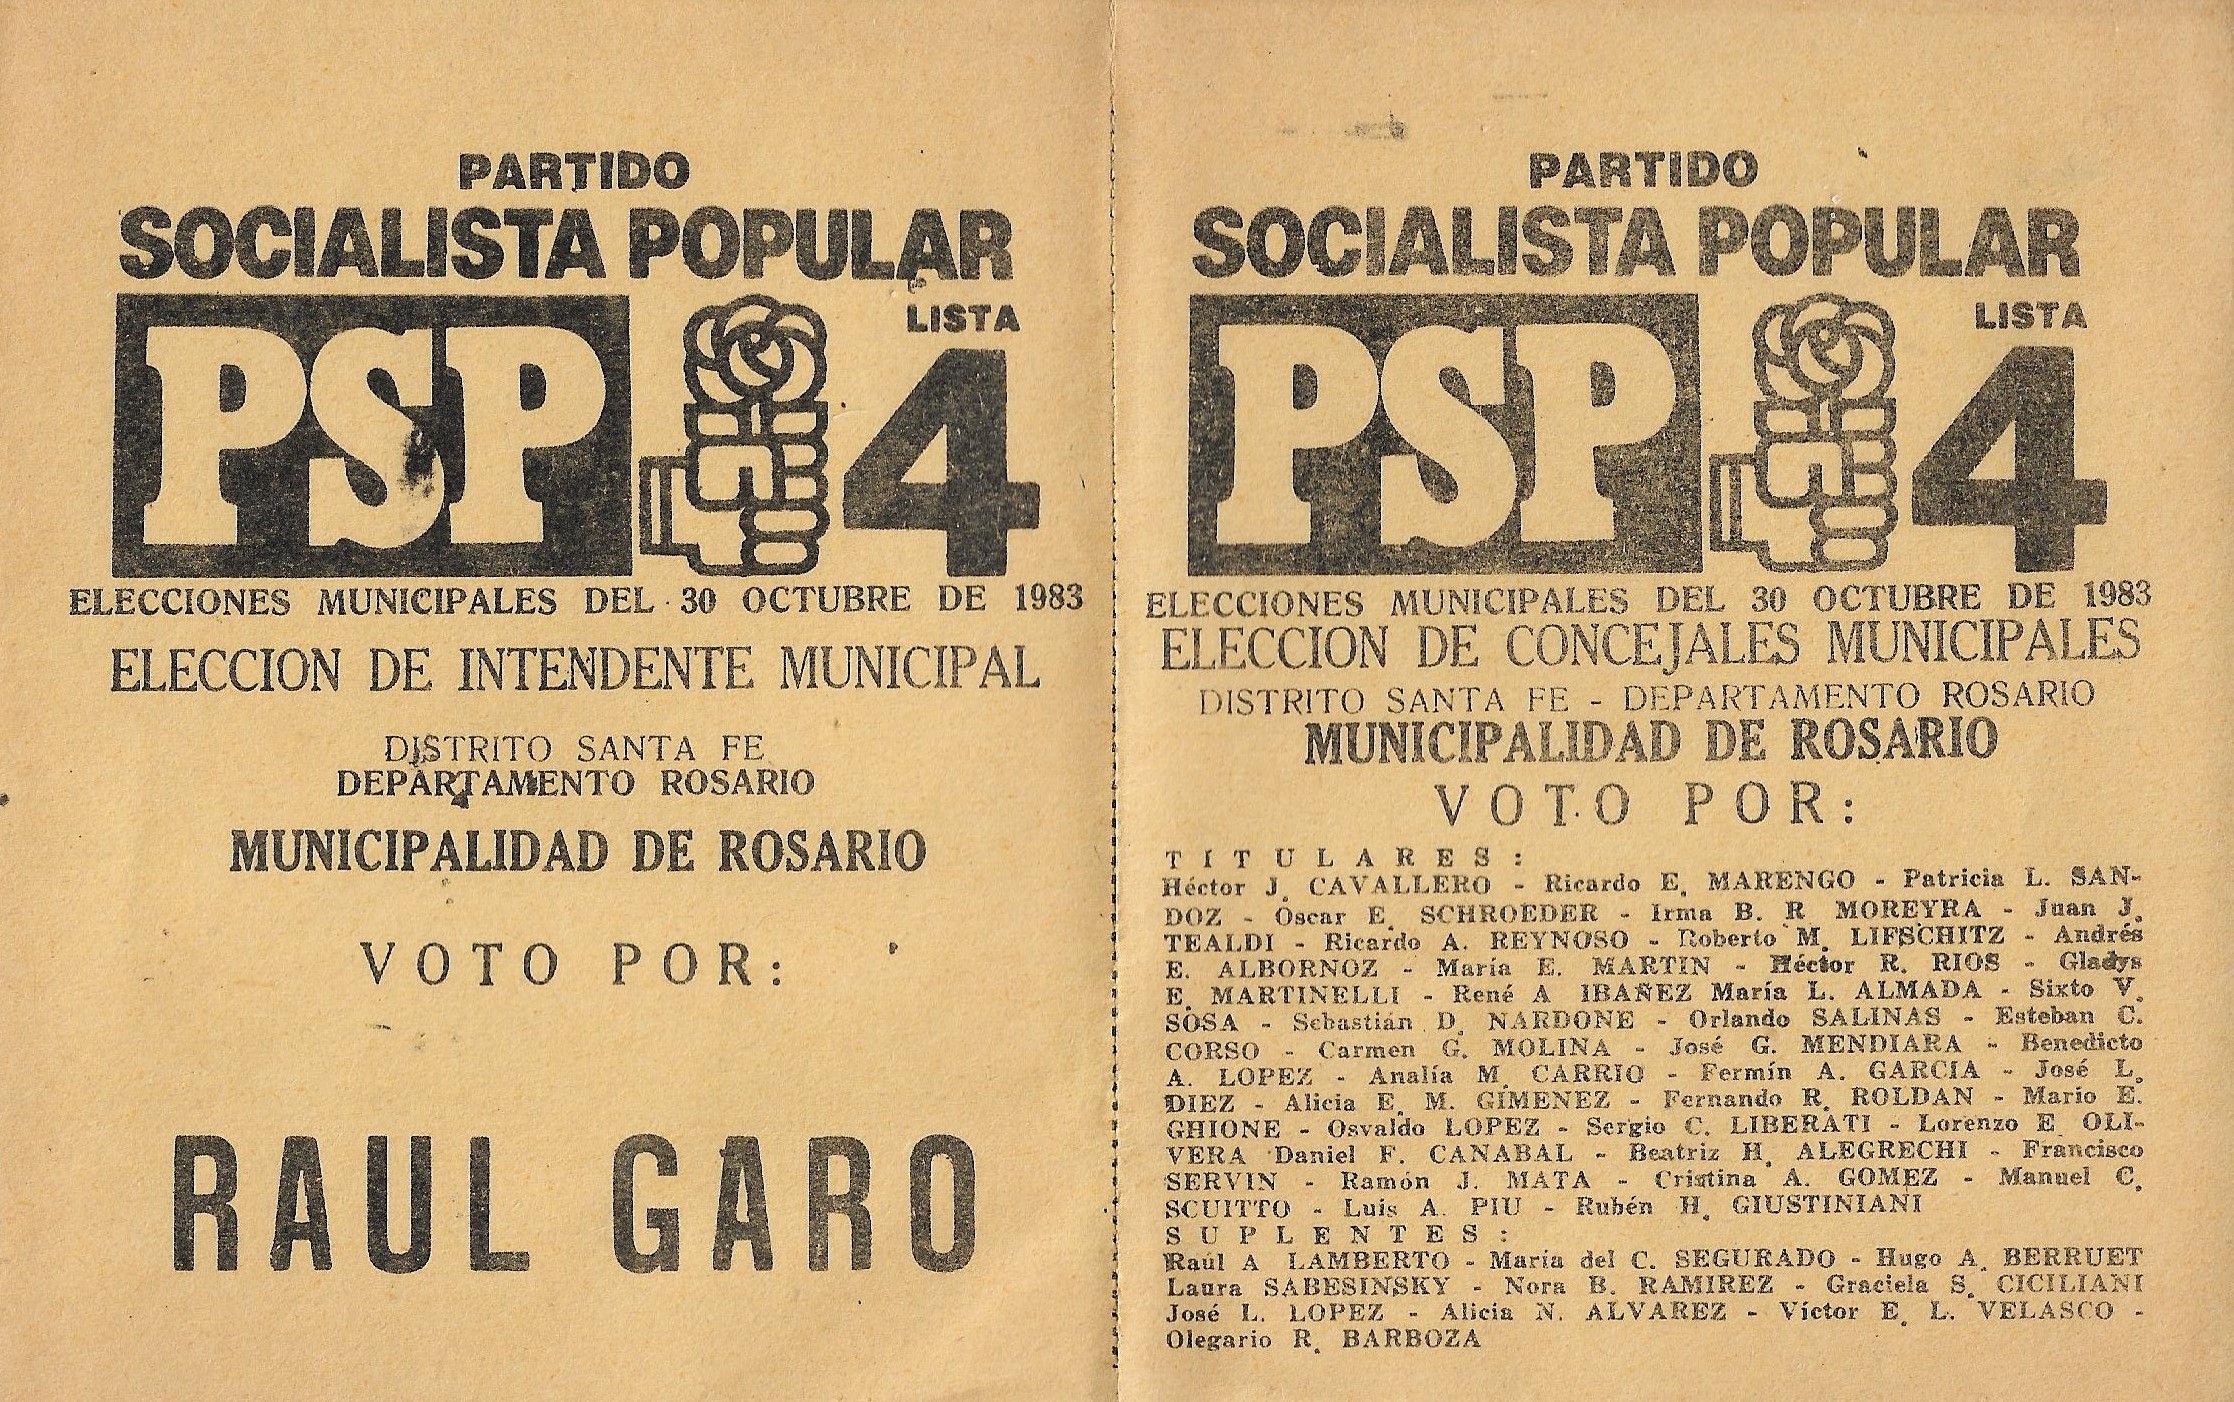 PARTIDO
SOCIALISTA POPULAR
PSP
LISTA
4
ELECCIONES MUNICIPALES DEL 30 OCTUBRE DE 1983
ELECCION DE INTENDENTE MUNICIPAL
DISTRITO SANTA FE
DEPARTAMENTO ROSARIO
MUNICIPALIDAD DE ROSARIO
VOTO POR:
RAUL GARO
PARTIDO
SOCIALISTA POPULAR
PSP
LISTA
4
ELECCIONES MUNICIPALES DEL 30 OCTUBRE DE 1983
ELECCION DE CONCEJALES MUNICIPALES
DISTRITO SANTA FE - DEPARTAMENTO ROSARIO
MUNICIPALIDAD DE ROSARIO
VOTO POR:
TITULARES:
Héctor J. CAVALLERO - Ricardo E. MARENGO - Patricia L. SAN-
DOZ - Oscar E. SCHROEDER - Irma B. R MOREYRA - Juan J.
TEALDI - Ricardo A. REYNOSO - Roberto M. LIFSCHITZ - Andrés
E. ALBORNOZ - María E. MARTIN - Héctor R. RIOS - Gladys
E. MARTINELLI - René A IBAÑEZ María L. ALMADA - Sixto V.
SOSA - Sebastián D. NARDONE - Orlando SALINAS - Esteban C.
CORSO - Carmen G. MOLINA - José G. MENDIARA - Benedicto
A. LOPEZ - Analía M. CARRIO - Fermín A. GARCIA - José L.
DIEZ - Alicia E. M. GIMENEZ - Fernando R. ROLDAN - Mario E.
GHIONE - Osvaldo LOPEZ - Sergio C. LIBERATI - Lorenzo E. OLI-
VERA Daniel F. CANABAL - Beatriz H. ALEGRECHI - Francisco
SERVIN - Ramón J. MATA - Cristina A. GOMEZ - Manuel C.
SCUITTO - Luis A. PIU - Rubén H. GIUSTINIANI
SUPLENTES:
Raúl A LAMBERTO - María del C. SEGURADO - Hugo A. BERRUET
Laura SABESINSKY - Nora B. RAMIREZ - Graciela S. CICILIANI
José L. LOPEZ - Alicia N. ALVAREZ - Víctor E. L. VELASCO -
Olegario R. BARBOZA